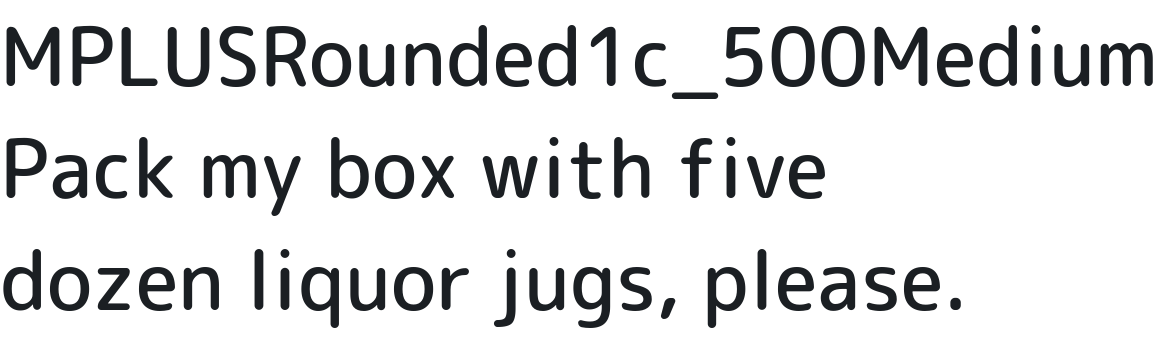 MPLUSRounded1c_500Medium
Pack my box with five
dozen liquor jugs, please.